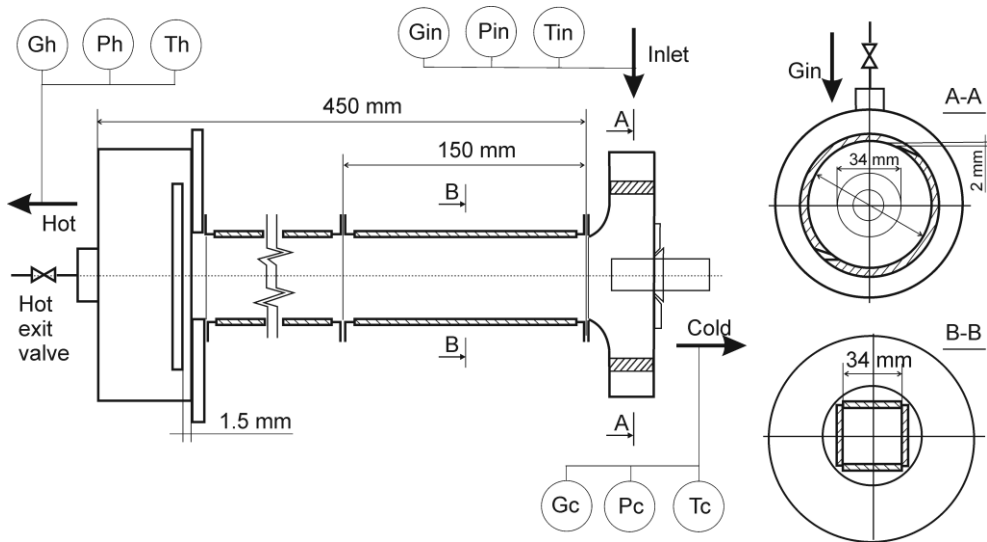 Gh Ph Th
Gin Pin Tin
Inlet
450 mm
A
150 mm
B
Hot
Hot
exit
valve
B
Cold
A
1.5 mm
Gc Pc Tc
Gin
A-A
34 mm
2 mm
B-B
34 mm